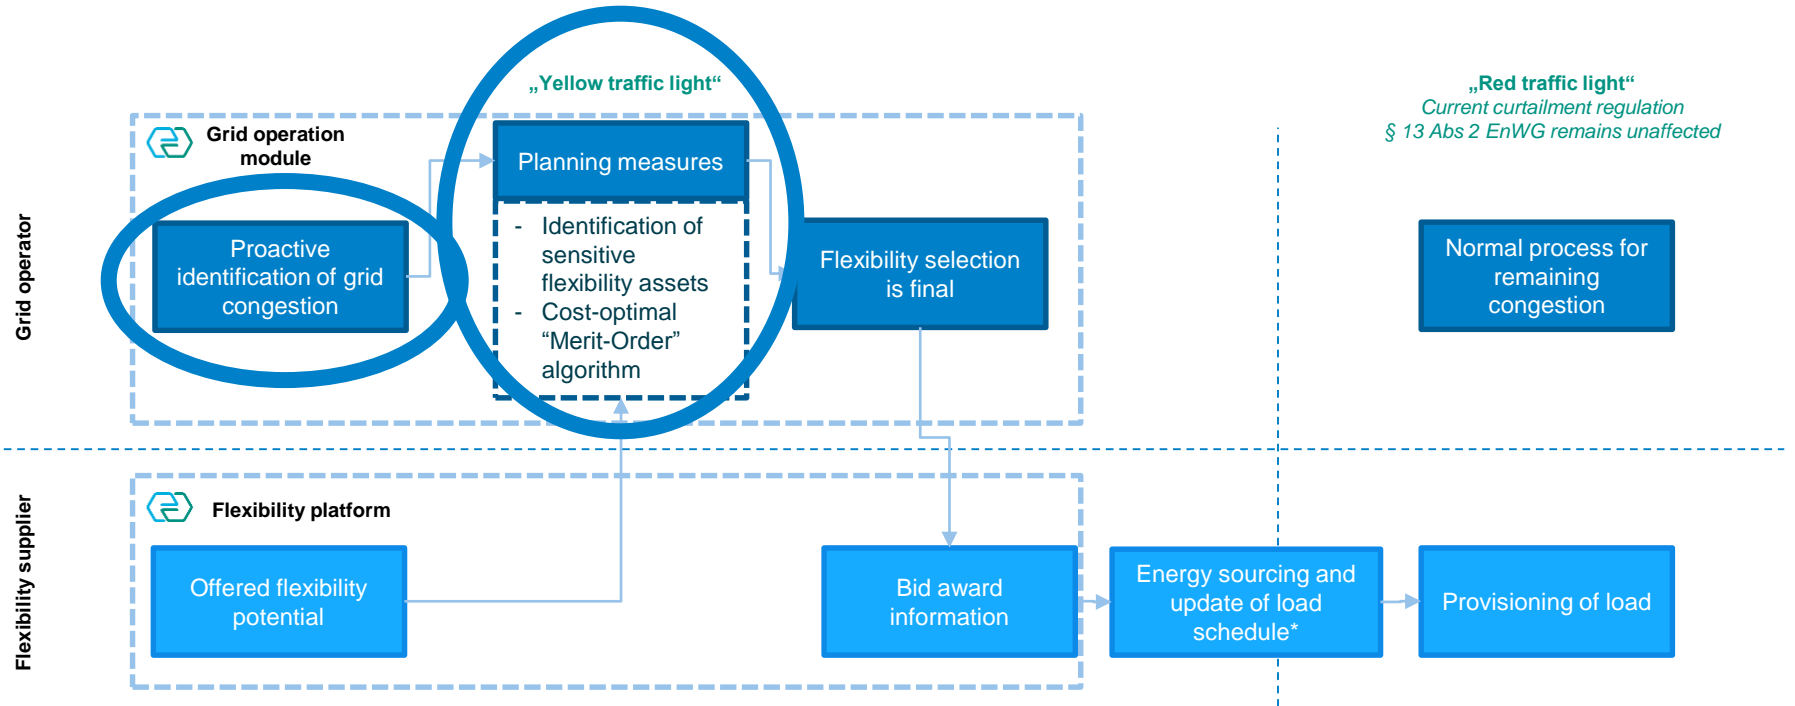 „Yellow traffic light“
„Red traffic light“
Current curtailment regulation
§ 13 Abs 2 EnWG remains unaffected
Grid operator
Grid operation
module
Proactive
identification of grid
congestion
Planning measures
- Identification of
sensitive
flexibility assets
- Cost-optimal
“Merit-Order”
algorithm
Flexibility selection
is final
Normal process for
remaining
congestion
Flexibility supplier
Flexibility platform
Offered flexibility
potential
Bid award
information
Energy sourcing and
update of load
schedule*
Provisioning of load